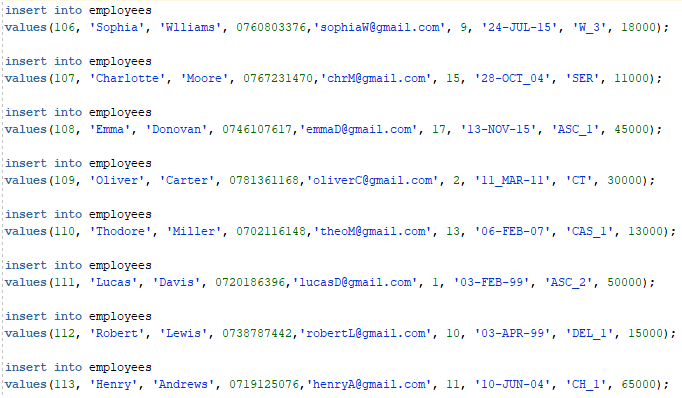 insert into employees
values(106, 'Sophia', 'Wlliams', 0760803376,'sophiaW@gmail.com', 9, '24-JUL-15', 'W_3', 18000);
insert into employees
values(107, 'Charlotte', 'Moore', 0767231470,'chrM@gmail.com', 15, '28-OCT_04', 'SER', 11000);
insert into employees
values(108, 'Emma', 'Donovan', 0746107617,'emmaD@gmail.com', 17, '13-NOV-15', 'ASC_1', 45000);
insert into employees
values(109, 'Oliver', 'Carter', 0781361168,'oliverC@gmail.com', 2, '11_MAR-11', 'CT', 30000);
insert into employees
values(110, 'Thodore', 'Miller', 0702116148,'theoM@gmail.com', 13, '06-FEB-07', 'CAS_1', 13000);
insert into employees
values(111, 'Lucas', 'Davis', 0720186396,'lucasD@gmail.com', 1, '03-FEB-99', 'ASC_2', 50000);
insert into employees
values(112, 'Robert', 'Lewis', 0738787442,'robertL@gmail.com', 10, '03-APR-99', 'DEL_1', 15000);
insert into employees
values(113, 'Henry', 'Andrews', 0719125076,'henryA@gmail.com', 11, '10-JUN-04', 'CH_1', 65000);